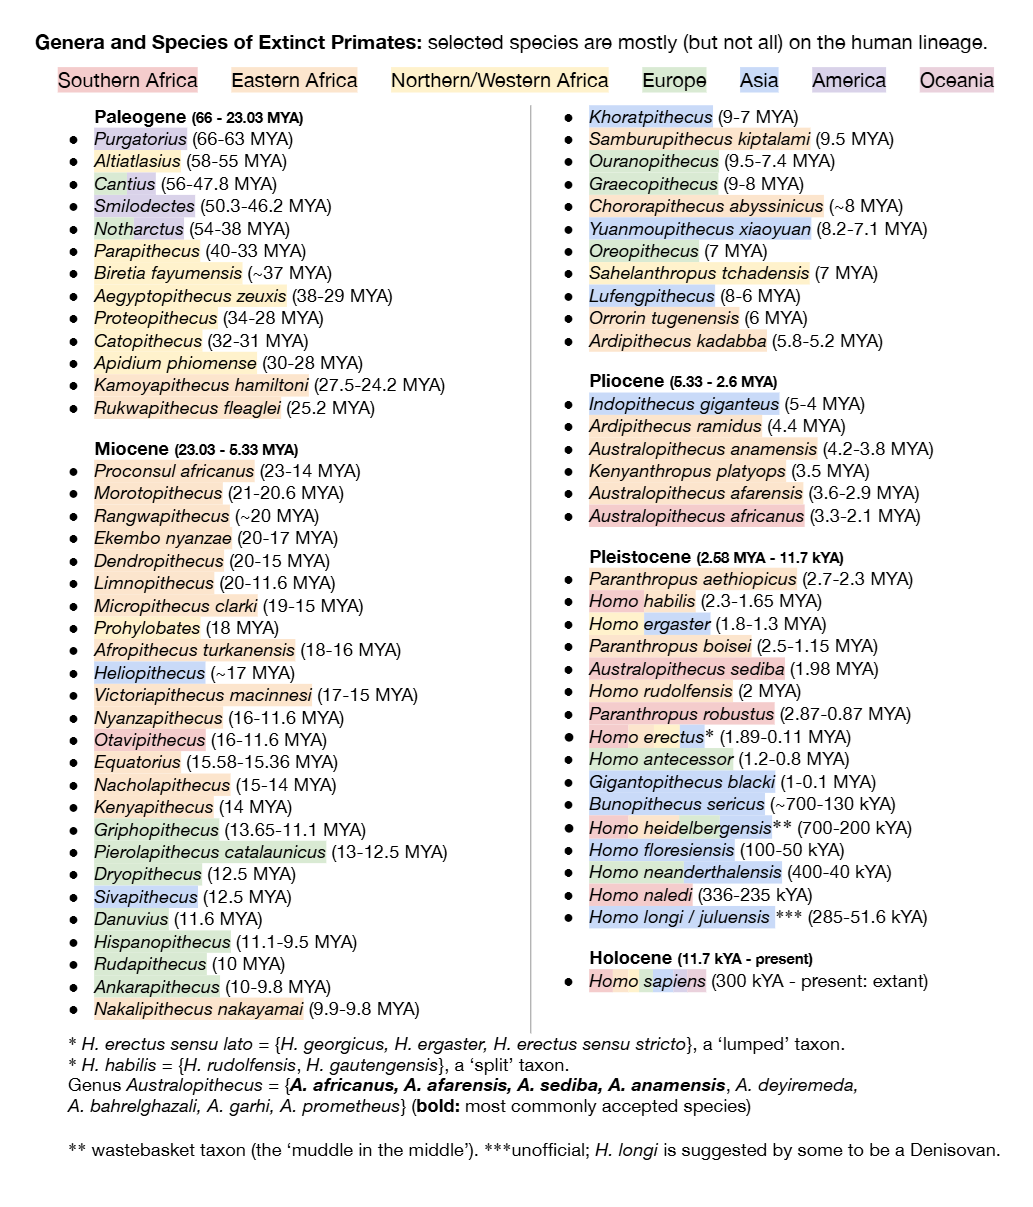 Genera and Species of Extinct Primates: selected species are mostly (but not all) on the human lineage.
Southern Africa Eastern Africa Northern/Western Africa Europe Asia America Oceania
Paleogene (66 - 23.03 MYA)
● Purgatorius (66-63 MYA)
● Altiatlasius (58-55 MYA)
● Cantius (56-47.8 MYA)
● Smilodectes (50.3-46.2 MYA)
● Notharctus (54-38 MYA)
● Parapithecus (40-33 MYA)
● Biretia fayumensis (~37 MYA)
● Aegyptopithecus zeuxis (38-29 MYA)
● Proteopithecus (34-28 MYA)
● Catopithecus (32-31 MYA)
● Apidium phiomense (30-28 MYA)
● Kamoyapithecus hamiltoni (27.5-24.2 MYA)
● Rukwapithecus fleaglei (25.2 MYA)
Miocene (23.03 - 5.33 MYA)
● Proconsul africanus (23-14 MYA)
● Morotopithecus (21-20.6 MYA)
● Rangwapithecus (~20 MYA)
● Ekembo nyanzae (20-17 MYA)
● Dendropithecus (20-15 MYA)
● Limnopithecus (20-11.6 MYA)
● Micropithecus clarki (19-15 MYA)
● Prohylobates (18 MYA)
● Afropithecus turkanensis (18-16 MYA)
● Heliopithecus (~17 MYA)
● Victoriapithecus macinnesi (17-15 MYA)
● Nyanzapithecus (16-11.6 MYA)
● Otavipithecus (16-11.6 MYA)
● Equatorius (15.58-15.36 MYA)
● Nacholapithecus (15-14 MYA)
● Kenyapithecus (14 MYA)
● Griphopithecus (13.65-11.1 MYA)
● Pierolapithecus catalaunicus (13-12.5 MYA)
● Dryopithecus (12.5 MYA)
● Sivapithecus (12.5 MYA)
● Danuvius (11.6 MYA)
● Hispanopithecus (11.1-9.5 MYA)
● Rudapithecus (10 MYA)
● Ankarapithecus (10-9.8 MYA)
● Nakalipithecus nakayamai (9.9-9.8 MYA)
● Khoratpithecus (9-7 MYA)
● Samburupithecus kiptalami (9.5 MYA)
● Ouranopithecus (9.5-7.4 MYA)
● Graecopithecus (9-8 MYA)
● Chororapithecus abyssinicus (~8 MYA)
● Yuanmoupithecus xiaoyuan (8.2-7.1 MYA)
● Oreopithecus (7 MYA)
● Sahelanthropus tchadensis (7 MYA)
● Lufengpithecus (8-6 MYA)
● Orrorin tugenensis (6 MYA)
● Ardipithecus kadabba (5.8-5.2 MYA)
Pliocene (5.33 - 2.6 MYA)
● Indopithecus giganteus (5-4 MYA)
● Ardipithecus ramidus (4.4 MYA)
● Australopithecus anamensis (4.2-3.8 MYA)
● Kenyanthropus platyops (3.5 MYA)
● Australopithecus afarensis (3.6-2.9 MYA)
● Australopithecus africanus (3.3-2.1 MYA)
Pleistocene (2.58 MYA - 11.7 kYA)
● Paranthropus aethiopicus (2.7-2.3 MYA)
● Homo habilis (2.3-1.65 MYA)
● Homo ergaster (1.8-1.3 MYA)
● Paranthropus boisei (2.5-1.15 MYA)
● Australopithecus sediba (1.98 MYA)
● Homo rudolfensis (2 MYA)
● Paranthropus robustus (2.87-0.87 MYA)
● Homo erectus* (1.89-0.11 MYA)
● Homo antecessor (1.2-0.8 MYA)
● Gigantopithecus blacki (1-0.1 MYA)
● Bunopithecus sericus (~700-130 kYA)
● Homo heidelbergensis** (700-200 kYA)
● Homo floresiensis (100-50 kYA)
● Homo neanderthalensis (400-40 kYA)
● Homo naledi (336-235 kYA)
● Homo longi / juluensis *** (285-51.6 kYA)
Holocene (11.7 kYA - present)
● Homo sapiens (300 kYA - present: extant)
* H. erectus sensu lato = {H. georgicus, H. ergaster, H. erectus sensu stricto}, a ‘lumped’ taxon.
* H. habilis = {H. rudolfensis, H. gautengensis}, a ‘split’ taxon.
Genus Australopithecus = {A. africanus, A. afarensis, A. sediba, A. anamensis, A. deyiremeda,
A. bahrelghazali, A. garhi, A. prometheus} (bold: most commonly accepted species)
** wastebasket taxon (the ‘muddle in the middle’). ***unofficial; H. longi is suggested by some to be a Denisovan.